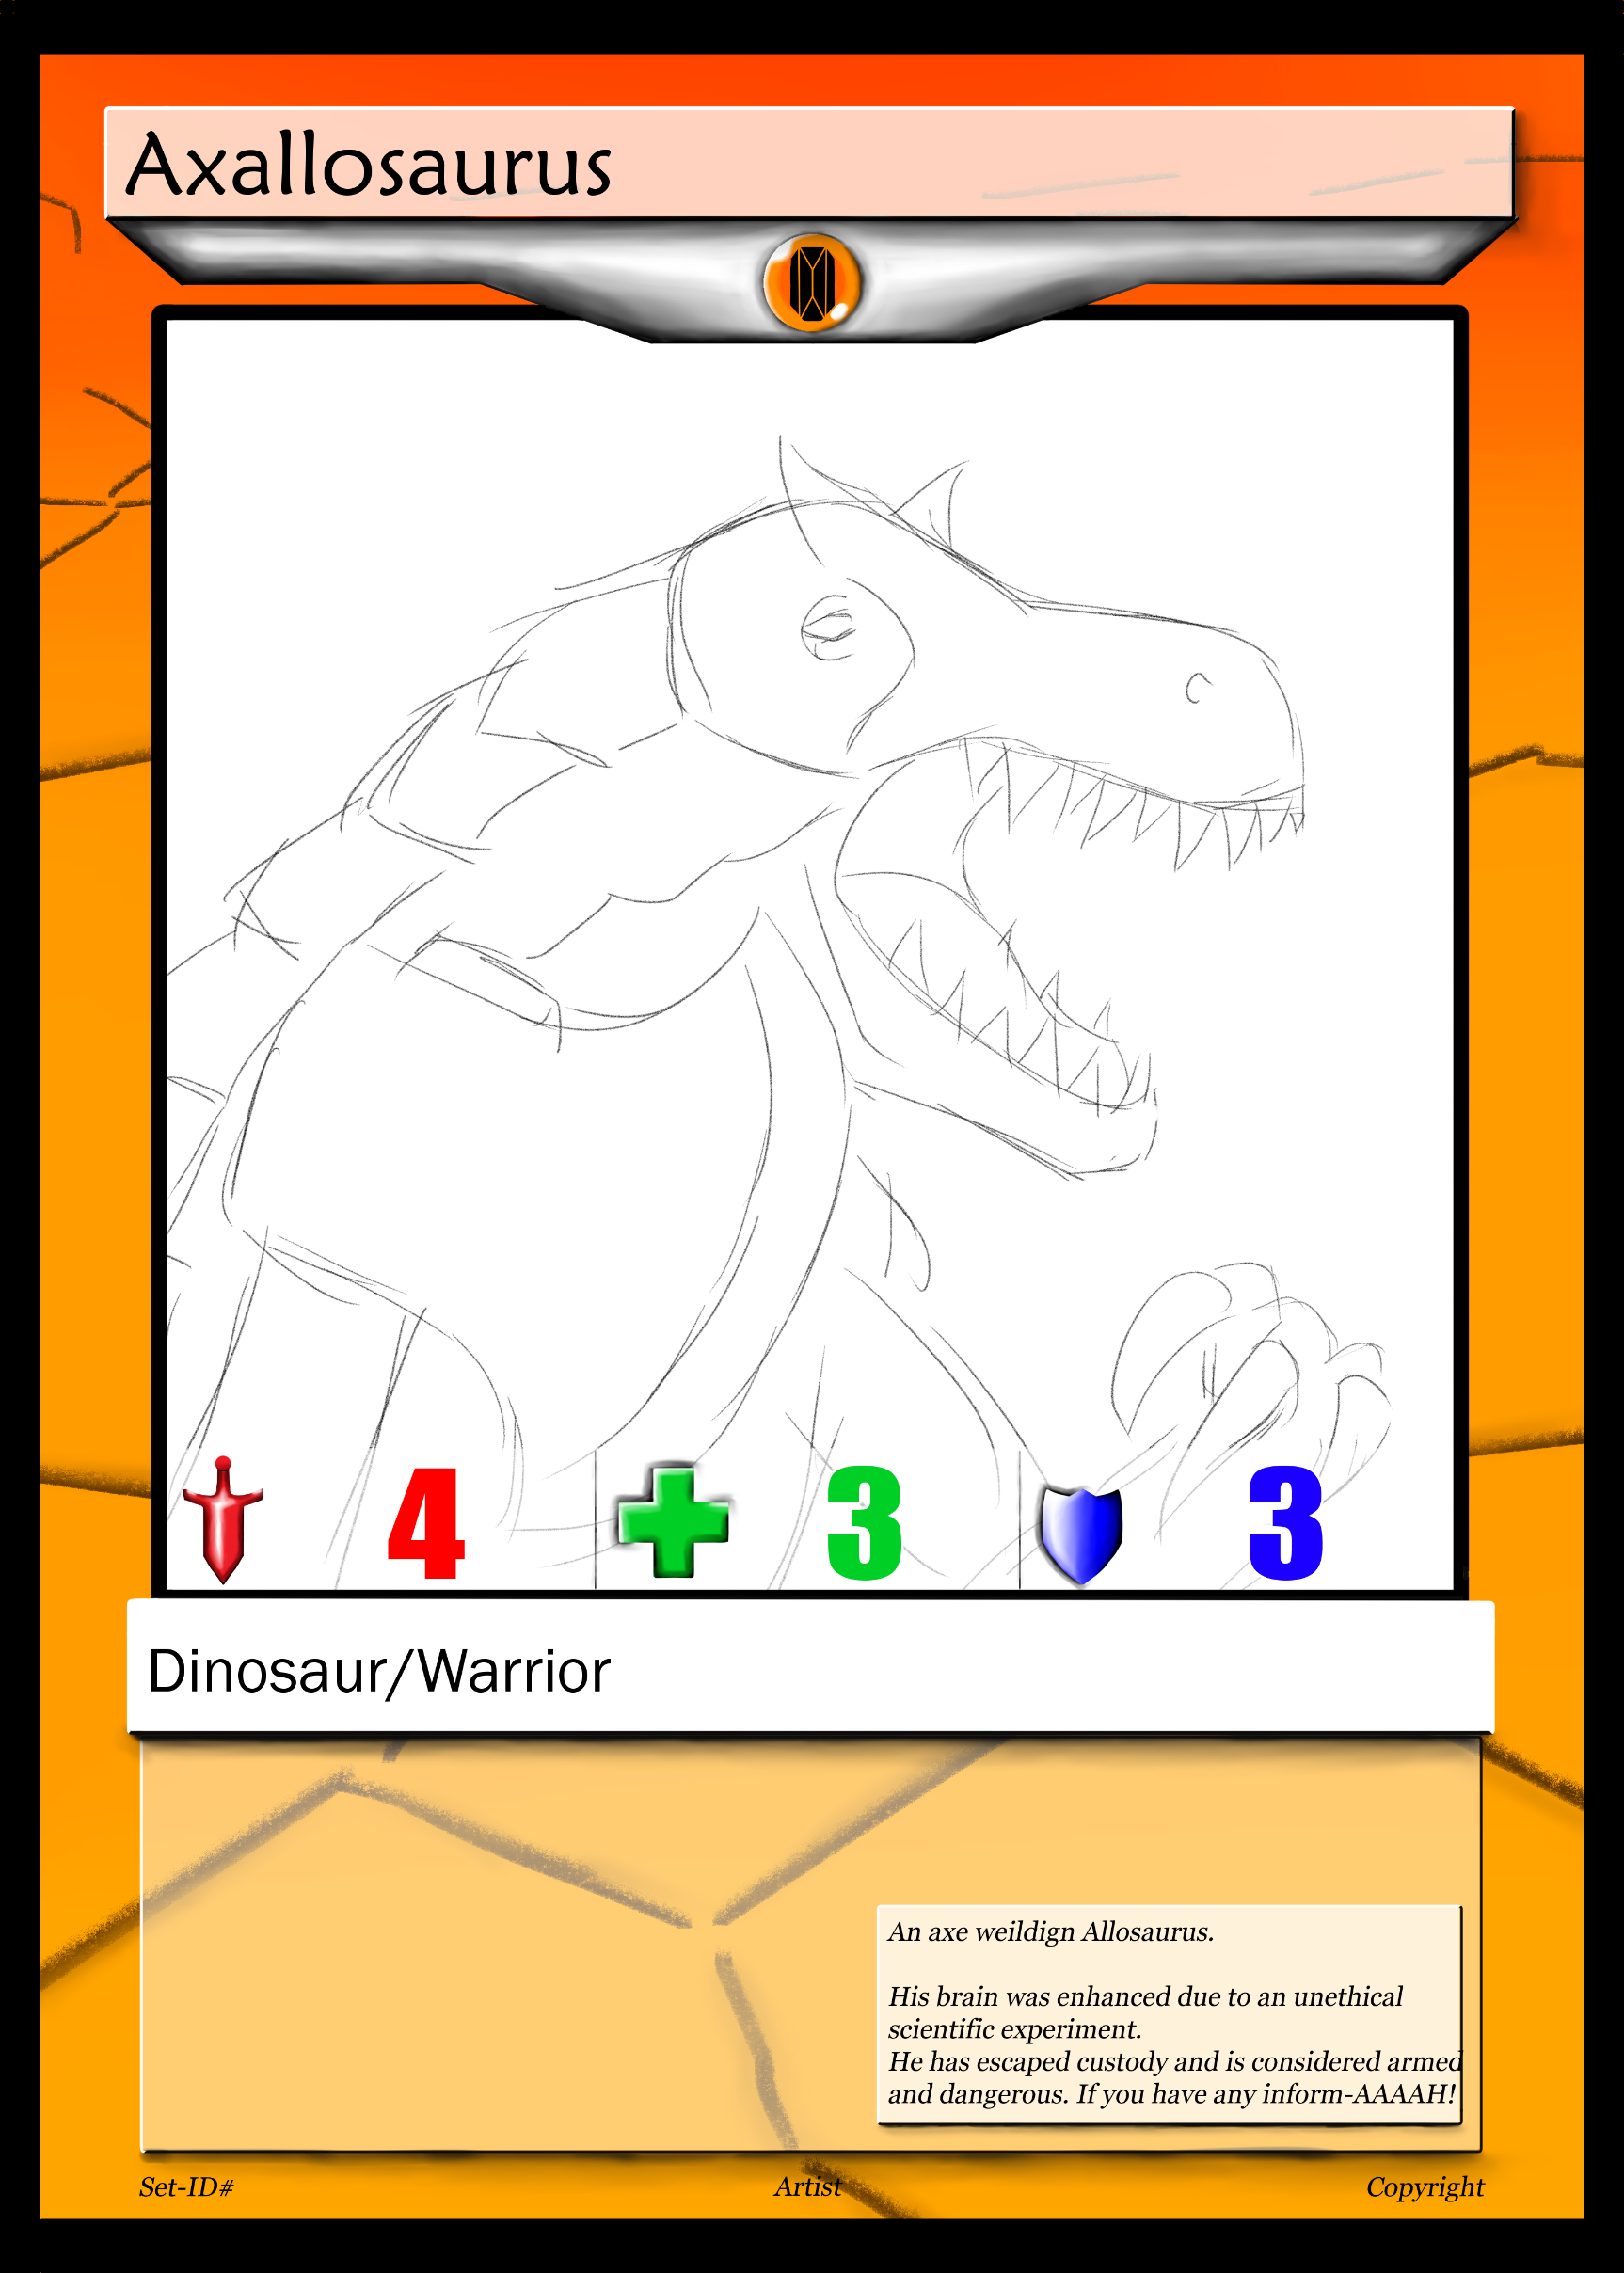 Axallosaurus
4 3 3
Dinosaur/Warrior
An axe weildign Allosaurus.
His brain was enhanced due to an unethical
scientific experiment.
He has escaped custody and is considered armed
and dangerous. If you have any inform-AAAAH!
Set-ID# Artist Copyright